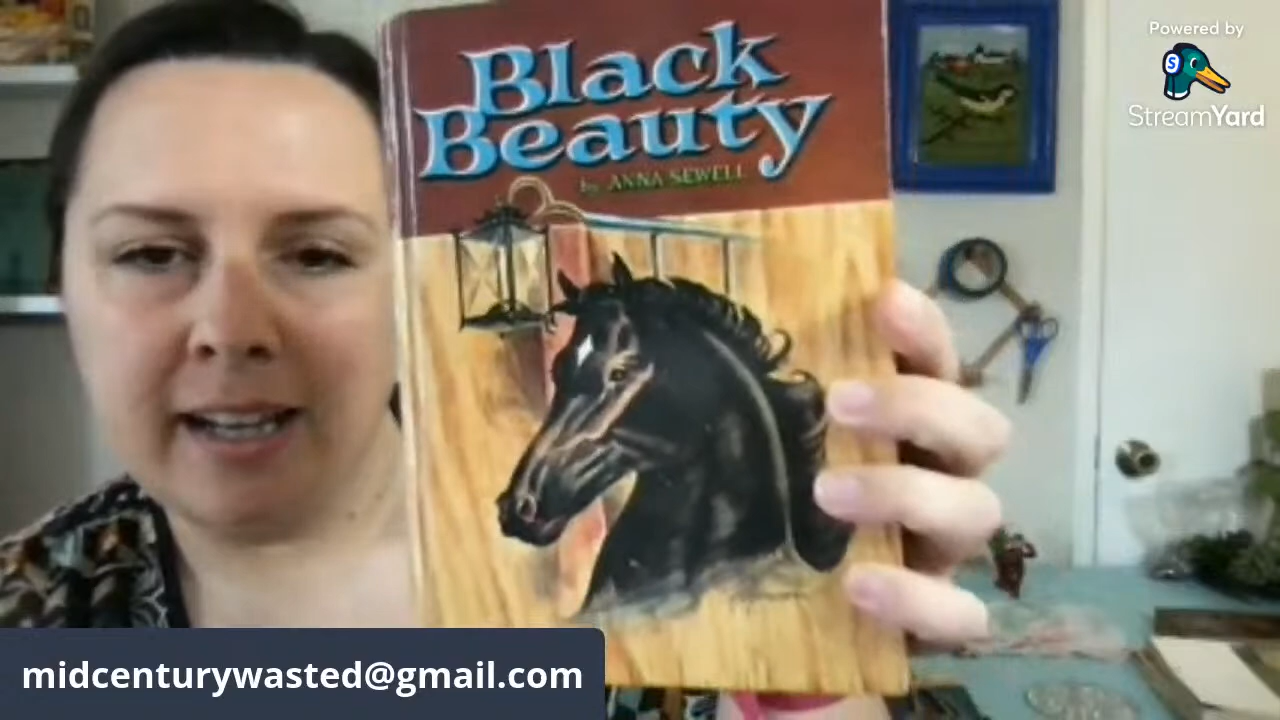 Black
Beauty
by ANNA SEWELL
Powered by
S
StreamYard
midcenturywasted@gmail.com